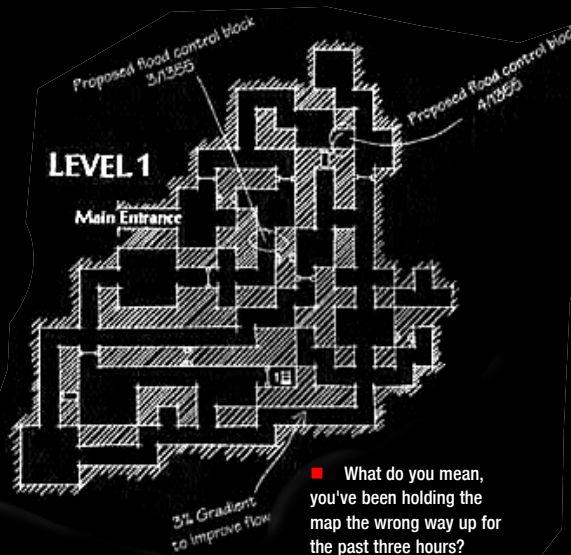 Proposed flood control block
3/1355
Proposed flood control block
4/1355
LEVEL 1
Main Entrance
3% Gradient
to improve flow
What do you mean,
you've been holding the
map the wrong way up for
the past three hours?